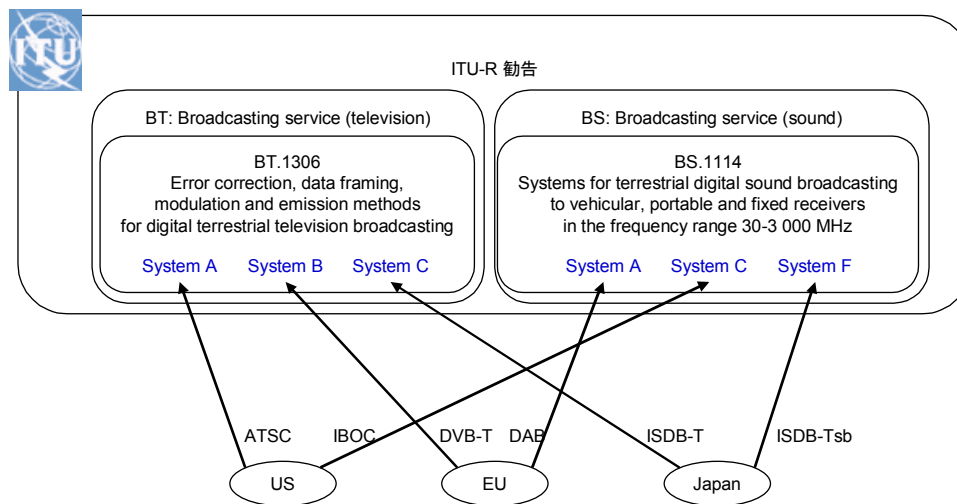 ITU
ITU-R 勧告
BT: Broadcasting service (television)
BT.1306
Error correction, data framing,
modulation and emission methods
for digital terrestrial television broadcasting
System A System B System C
BS: Broadcasting service (sound)
BS.1114
Systems for terrestrial digital sound broadcasting
to vehicular, portable and fixed receivers
in the frequency range 30-3 000 MHz
System A System C System F
ATSC IBOC DVB-T DAB ISDB-T ISDB-Tsb
US EU Japan